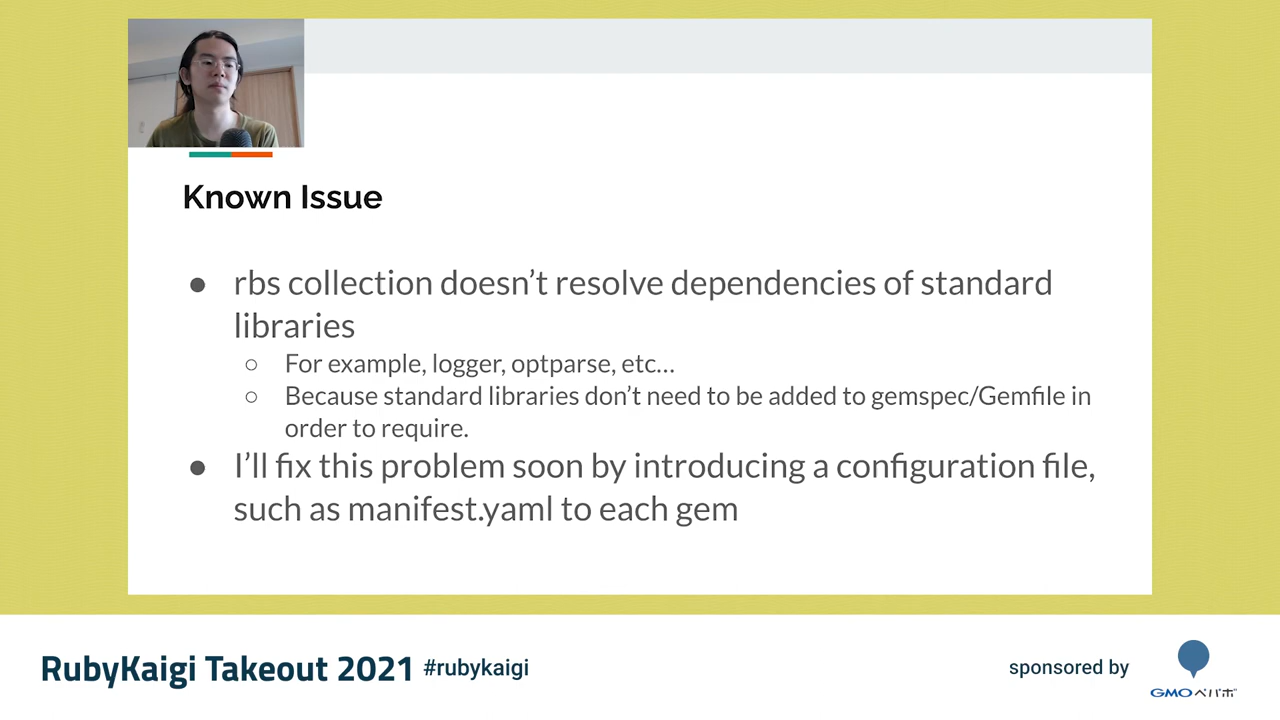 Known Issue
● rbs collection doesn’t resolve dependencies of standard
libraries
○ For example, logger, optparse, etc…
○ Because standard libraries don’t need to be added to gemspec/Gemfile in
order to require.
● I’ll fix this problem soon by introducing a configuration file,
such as manifest.yaml to each gem
RubyKaigi Takeout 2021 #rubykaigi
sponsored by
GMOペパボ